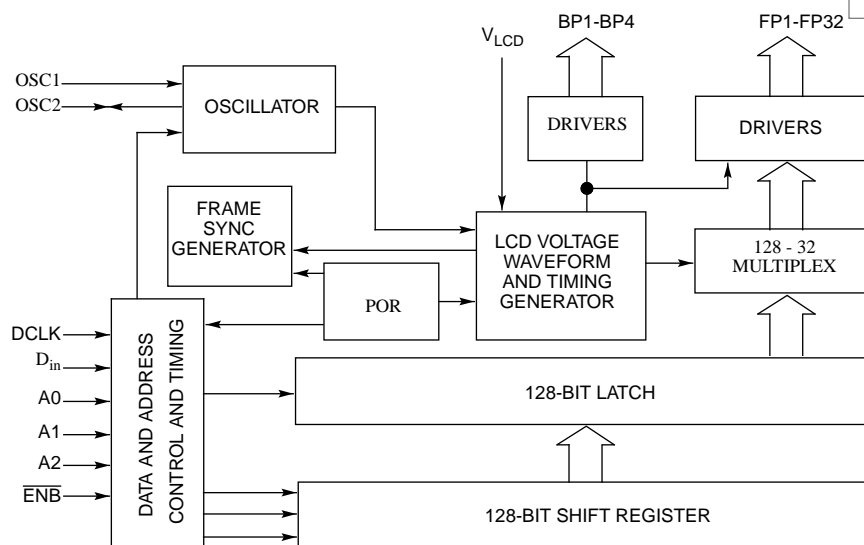 BP1-BP4
FP1-FP32
VLCD
OSC1
OSC2
OSCILLATOR
DRIVERS
DRIVERS
FRAME
SYNC
GENERATOR
LCD VOLTAGE
WAVEFORM
AND TIMING
GENERATOR
128 - 32
MULTIPLEX
POR
DCLK
Din
A0
A1
A2
ENB
DATA AND ADDRESS
CONTROL AND TIMING
128-BIT LATCH
128-BIT SHIFT REGISTER